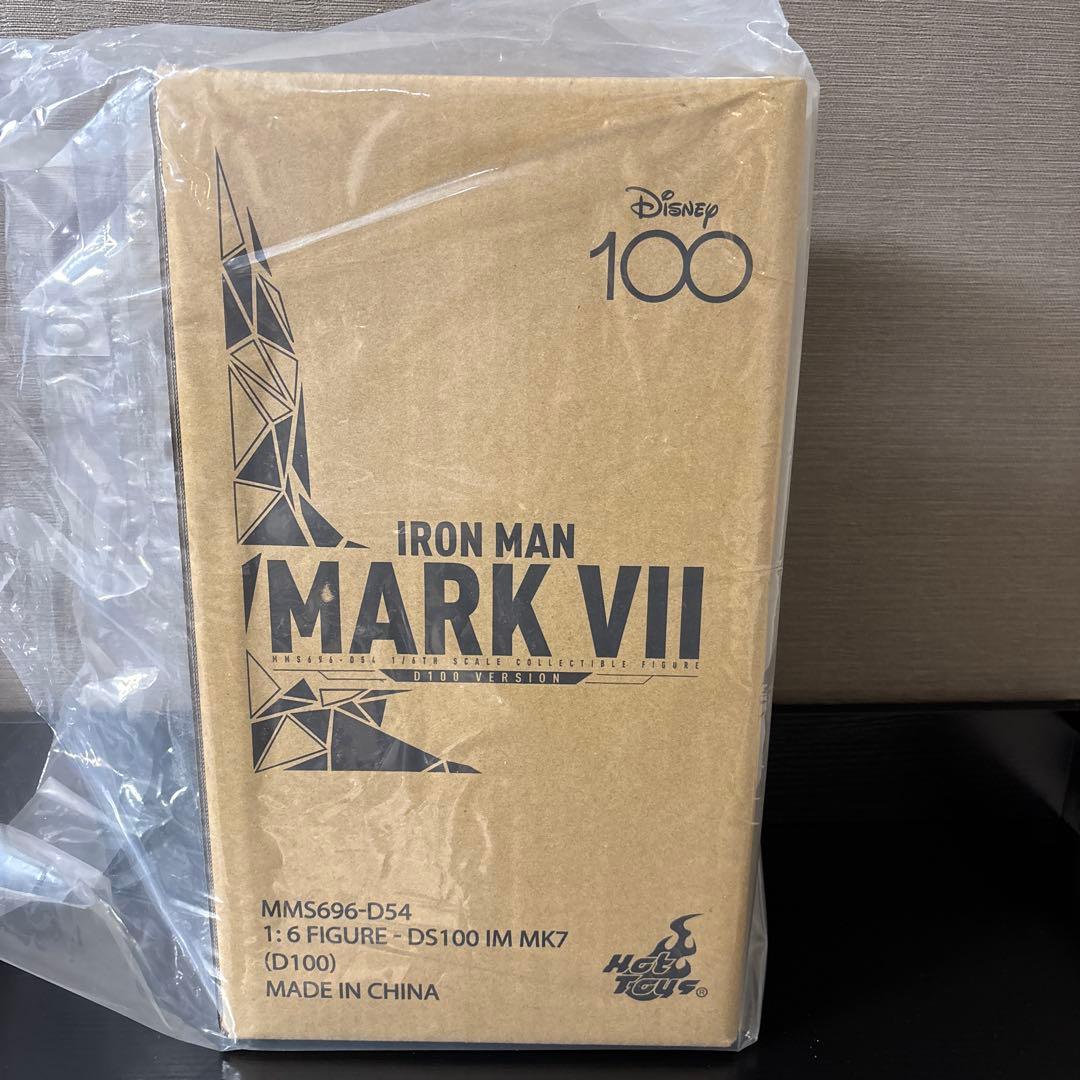 Disney
100
IRON MAN
MARK VII
MMS696-D54 1/6TH SCALE COLLECTIBLE FIGURE
D100 VERSION
MMS696-D54
1: 6 FIGURE - DS100 IM MK7
(D100)
MADE IN CHINA
Hot
Toys®